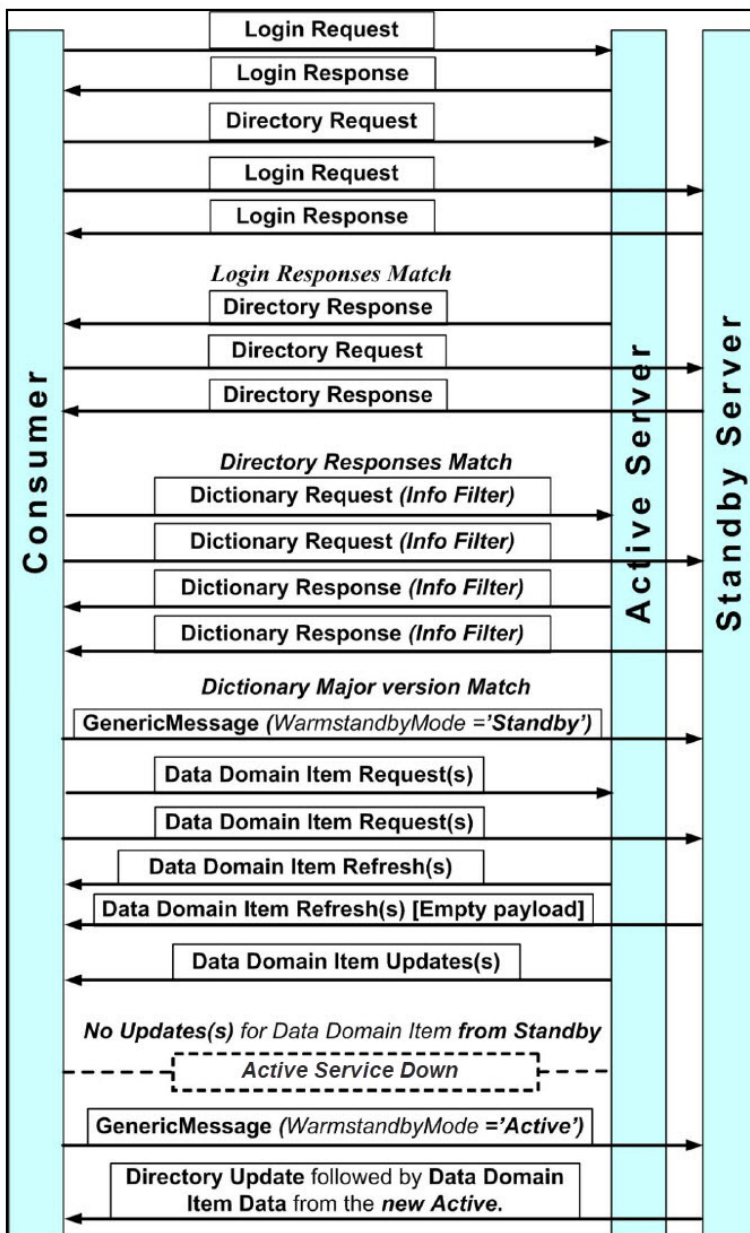 Login Request
Login Response
Directory Request
Login Request
Login Response
Login Responses Match
Directory Response
Directory Request
Directory Response
Directory Responses Match
Dictionary Request (Info Filter)
Dictionary Request (Info Filter)
Dictionary Response (Info Filter)
Dictionary Response (Info Filter)
Dictionary Major version Match
GenericMessage (WarmstandbyMode ='Standby')
Data Domain Item Request(s)
Data Domain Item Request(s)
Data Domain Item Refresh(s)
Data Domain Item Refresh(s) [Empty payload]
Data Domain Item Updates(s)
No Updates(s) for Data Domain Item from Standby
Active Service Down
GenericMessage (WarmstandbyMode ='Active')
Directory Update followed by Data Domain
Item Data from the new Active.
Consumer
Active Server
Standby Server